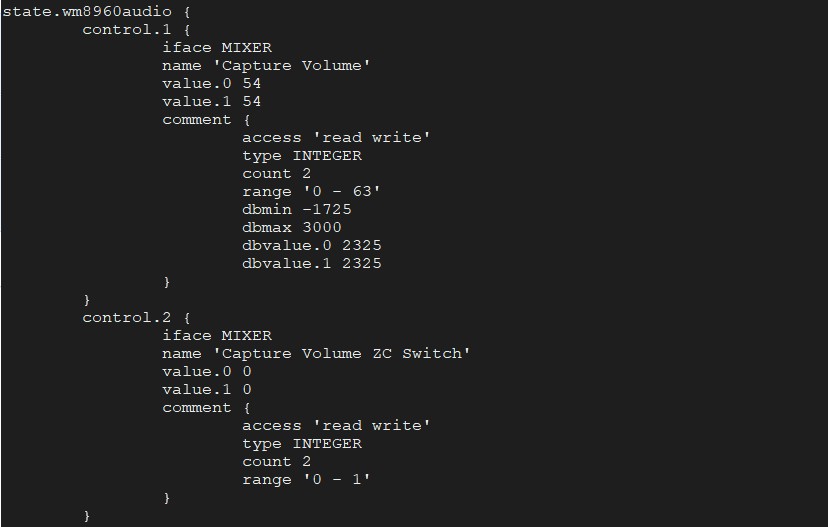 state.wm8960audio {
        control.1 {
                iface MIXER
                name 'Capture Volume'
                value.0 54
                value.1 54
                comment {
                        access 'read write'
                        type INTEGER
                        count 2
                        range '0 - 63'
                        dbmin -1725
                        dbmax 3000
                        dbvalue.0 2325
                        dbvalue.1 2325
                }
        }
        control.2 {
                iface MIXER
                name 'Capture Volume ZC Switch'
                value.0 0
                value.1 0
                comment {
                        access 'read write'
                        type INTEGER
                        count 2
                        range '0 - 1'
                }
        }